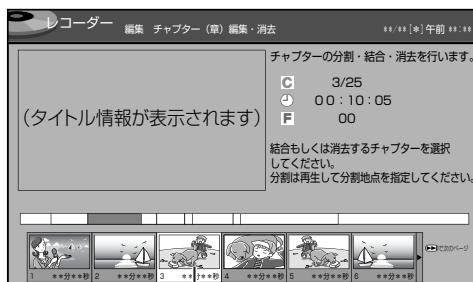 レコーダー 編集 チャプター（章）編集・消去 **/**[*]午前 **:**
チャプターの分割・結合・消去を行います。
(タイトル情報が表示されます)
C 3/25
00:10:05
F 00
結合もしくは消去するチャプターを選択
してください。
分割は再生して分割地点を指定してください。
1 **分**秒 2 **分**秒 3 **分**秒 4 **分**秒 5 **分**秒 6 **分**秒
で次のページ